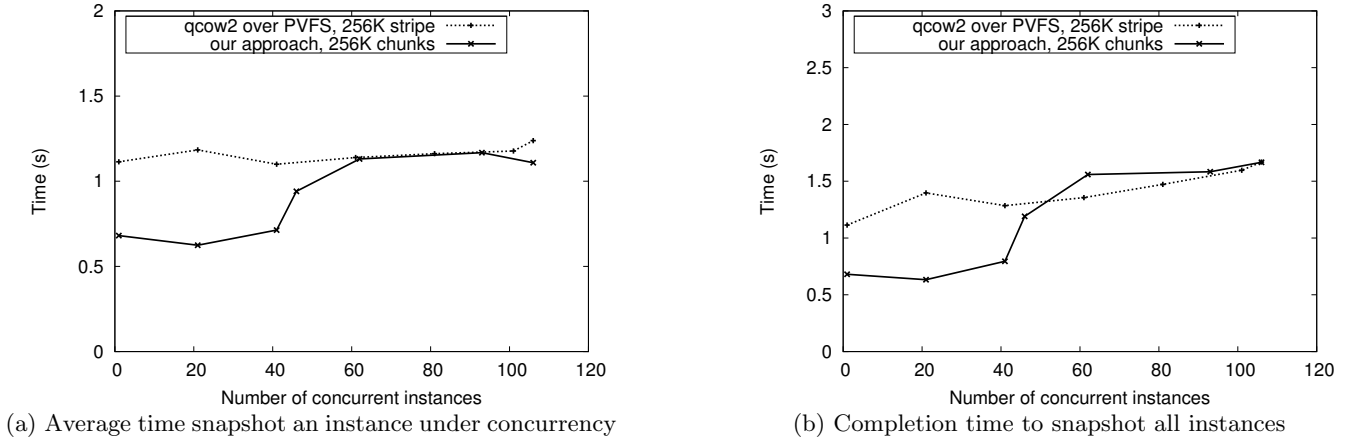 2
1.5
1
0.5
0
Time (s)
qcow2 over PVFS, 256K stripe
our approach, 256K chunks
0 20 40 60 80 100 120
Number of concurrent instances
(a) Average time snapshot an instance under concurrency
3
2.5
2
1.5
1
0.5
0
Time (s)
qcow2 over PVFS, 256K stripe
our approach, 256K chunks
0 20 40 60 80 100 120
Number of concurrent instances
(b) Completion time to snapshot all instances